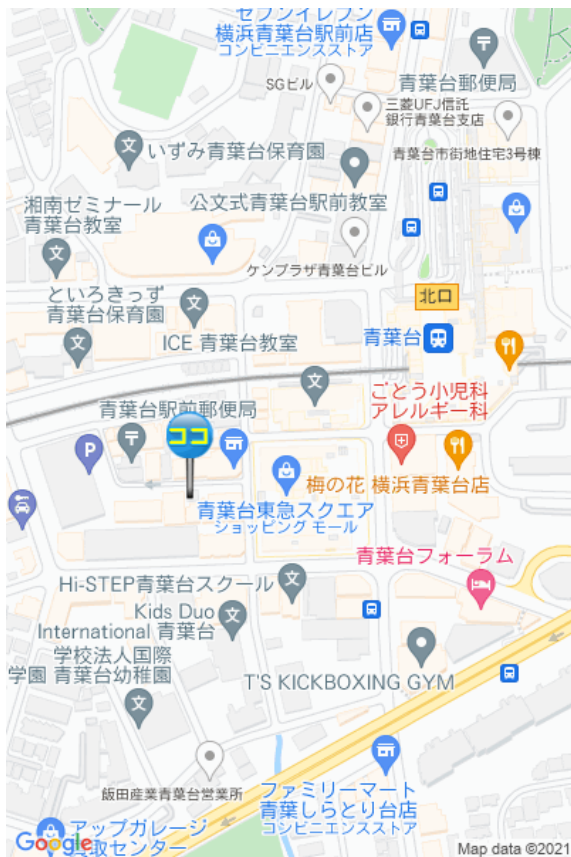 セブンイレブン
横浜青葉台駅前店
コンビニエンスストア
青葉台郵便局
SGビル
三菱UFJ信託
銀行青葉台支店
青葉台市街地住宅3号棟
いずみ青葉台保育園
湘南ゼミナール
青葉台教室
公文式青葉台駅前教室
ケンプラザ青葉台ビル
北口
といろきっず
青葉台保育園
ICE 青葉台教室
青葉台
ごとう小児科
アレルギー科
青葉台駅前郵便局
ココ
P
梅の花 横浜青葉台店
青葉台東急スクエア
ショッピング モール
青葉台フォーラム
Hi-STEP青葉台スクール
Kids Duo
International 青葉台
学校法人国際
学園 青葉台幼稚園
T'S KICKBOXING GYM
飯田産業青葉台営業所
ファミリーマート
青葉しらとり台店
コンビニエンスストア
アップガレージ
買取センター
Google
Map data ©2021